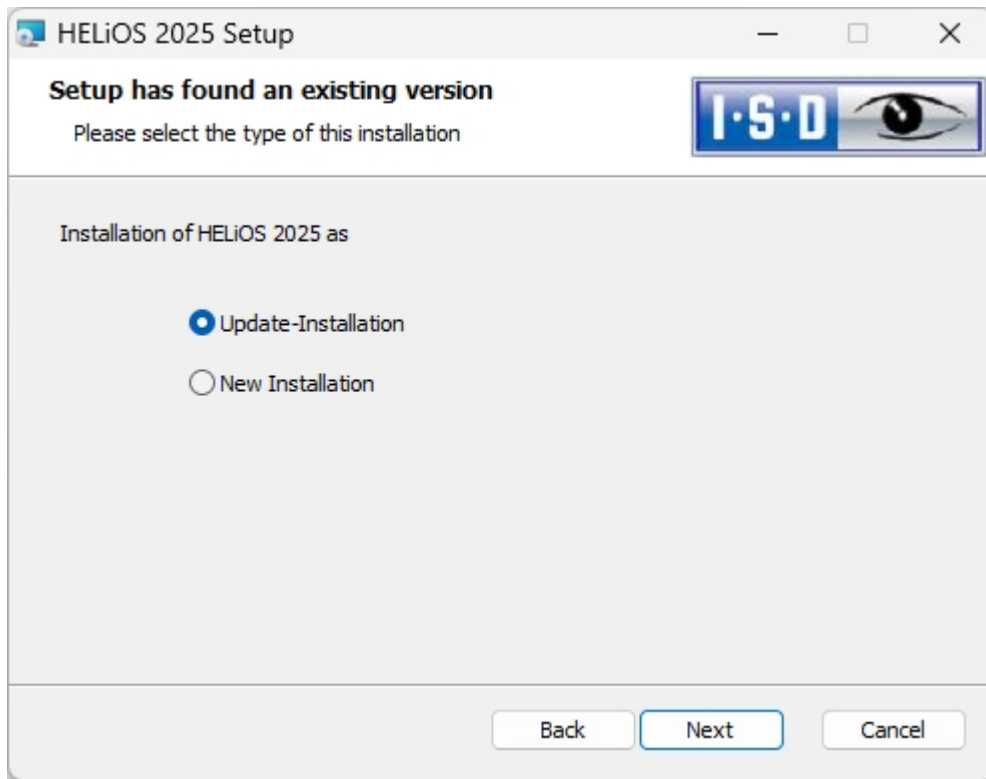 HELiOS 2025 Setup
Setup has found an existing version
Please select the type of this installation
I·S·D
Installation of HELiOS 2025 as
Update-Installation
New Installation
Back Next Cancel